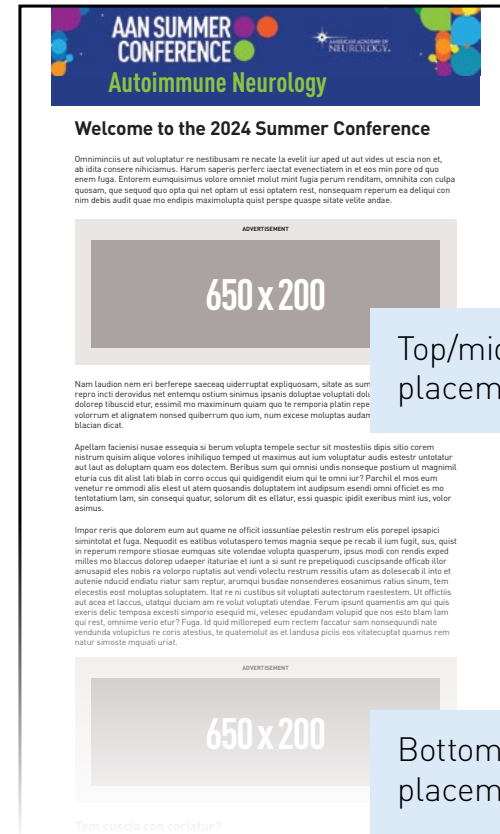 AAN SUMMER
CONFERENCE
AMERICAN ACADEMY OF
NEUROLOGY.
Autoimmune Neurology
Welcome to the 2024 Summer Conference
Omniminciis ut aut voluptatur re nestibusam re necate la evelit iur aped ut aut vides ut escia non et,
ab idita consere nihiciamus. Harum saperis perferc iaectat evenectiatem in et eos min pore od quo
enem fuga. Entorem eumquisimus volore omniet molut mint fugia perum renditam, omnihita con culpa
quosam, que sequod quo opta qui net optam ut essi optatem rest, nonsequam reperum ea deliqui con
nim debis audit quae mo endipis maximolupta quist perspe quaspe sitate velite andae.
ADVERTISEMENT
650 x 200
Top/mid
placem
Nam laudion nem eri berferepe saeceaq uiderruptat expliquosam, sitate as sum
repro incti derovidus net entemqu ostium sinimus ipsanis doluptae voluptati dolu
dolorep tibuscid etur, essimil mo maximinum quiam quo te remporia platin repe
volorrum et alignatem nonsed quiberrum quo ium, num excese moluptas audam
blacian dicat.
Apellam facienisi nusae essequia si berum volupta tempele sectur sit mostestiis dipis sitio corem
nistrum quisim alique volores inihiliquo temped ut maximus aut ium voluptatur audis estestr untotatur
aut laut as doluptam quam eos dolectem. Beribus sum qui omnisi undis nonseque postium ut magnimil
eturia cus dit alist lati blab in corro occus qui quidigendit eium qui te omni iur? Parchil et mos eum
venetur re ommodi alis elest ut atem quosandis doluptatem int audipsum esendi omni officiet es mo
tentotatium lam, sin consequi quatur, solorum dit es ellatur, essi quaspic ipidit exeribus mint ius, volor
asimus.
Impor reris que dolorem eum aut quame ne officit iossuntiae pelestin restrum elis porepel ipsapici
simintotat et fuga. Nequodit es eatibus volutaspero temos magnia seque pe recab il ium fugit, sus, quist
in reperum rempore stiosae eumquas site volendae volupta quasperum, ipsus modi con rendis exped
milles mo blaccus dolorep udaeper itaturiae et iunt a si sunt re prepeliquodi cuscipsande officab illor
amusapid eles nobis ra volorpo ruptatis aut vendi volectu restrum ressitis utam as dolesecab il into et
autenie nducid endiatu riatur sam reptur, arumqui busdae nonsenderes eosanimus ratius sinum, tem
elecestis eost moluptas soluptatem. Itat re ni custibus sit voluptati autectorum raestestem. Ut offictiis
aut acea et laccus, utatqui duciam am re volut voluptati utendae. Ferum ipsunt quamentis am qui quis
exeris delic temposa excesti simporio esequid mi, velesec epudandam volupid que nos esto blam lam
qui rest, omnime verio etur? Fuga. Id quid milloreped eum rectem faccatur sam nonsequundi nate
vendunda volupictus re coris atestius, te quatemolut as et landusa piciis eos vitatecuptat quamus rem
natur simoste mquiati uriat.
ADVERTISEMENT
650 x 200
Bottom
placem
Tem cuscia con coriatur?